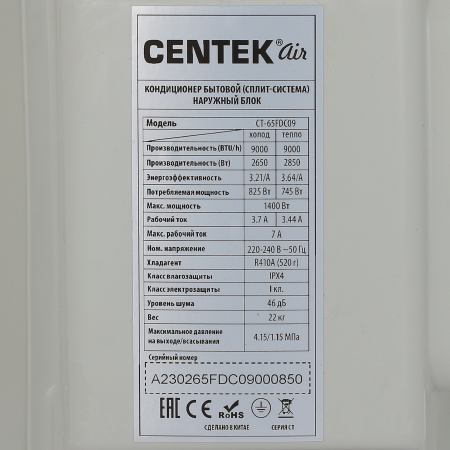 CENTEK® air
КОНДИЦИОНЕР БЫТОВОЙ (СПЛИТ-СИСТЕМА)
НАРУЖНЫЙ БЛОК
Модель CT-65FDC09
холод тепло
Производительность (BTU/h) 9000 9000
Производительность (Вт) 2650 2850
Энергоэффективность 3.21/A 3.64/A
Потребляемая мощность 825 Вт 745 Вт
Макс. мощность 1400 Вт
Рабочий ток 3.7 А 3.44 А
Макс. рабочий ток 7 А
Ном. напряжение 220-240 В ~50 Гц
Хладагент R410A (520 г)
Класс влагозащиты IPX4
Класс электрозащиты I кл.
Уровень шума 46 дБ
Вес 22 кг
Максимальное давление
на выходе/всасывания 4.15/1.15 МПа
Серийный номер
A230265FDC09000850
EAC CE RoHS
СДЕЛАНО В КИТАЕ СЕРИЯ СТ